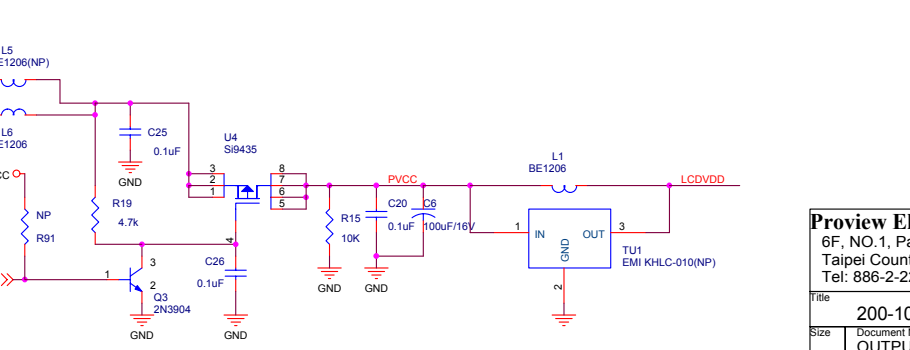 L5
E1206(NP)
L6
E1206
CC
NP
R91
C25
0.1uF
GND
R19
4.7k
1
3
2
Q3
2N3904
GND
U4
Si9435
3
2
1
8
7
6
5
4
C26
0.1uF
GND
PVCC
R15
10K
GND
C20
0.1uF
C6
100uF/16V
GND
L1
BE1206
LCDVDD
1
IN
OUT
3
GND
2
TU1
EMI KHLC-010(NP)
Proview El
6F, NO.1, Pa
Taipei Count
Tel: 886-2-22
Title
200-10
Size
Document N
OUTPU